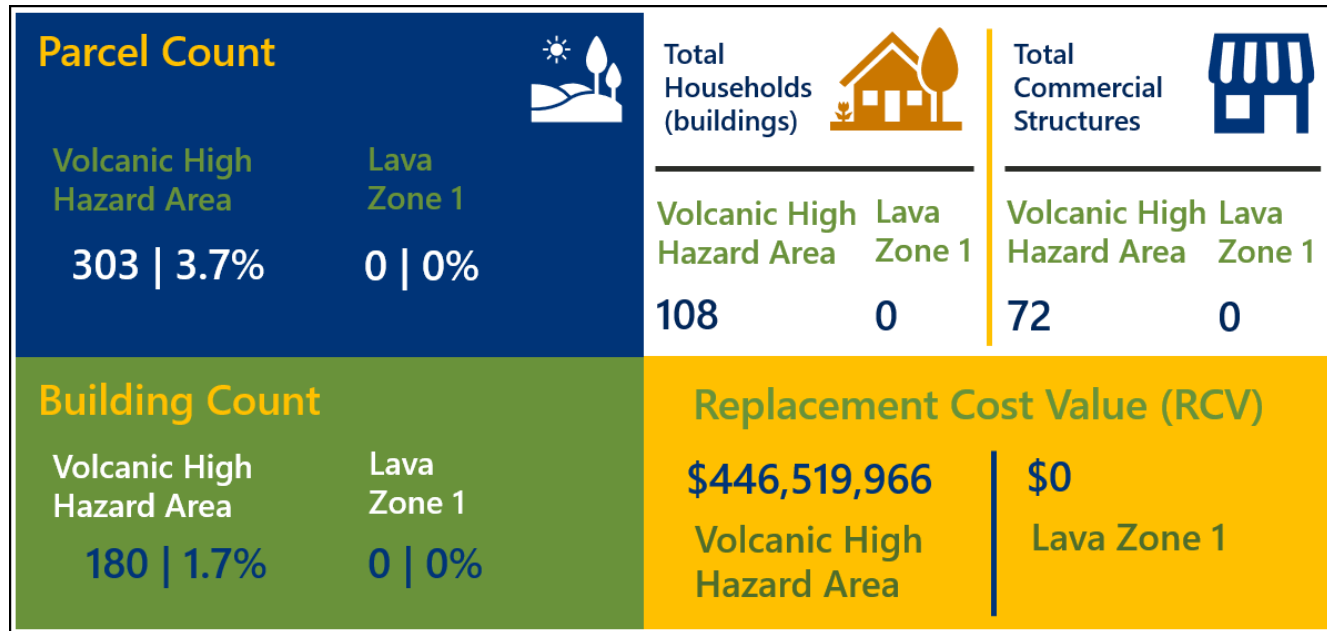 Parcel Count
Volcanic High
Hazard Area
303 | 3.7%
Lava
Zone 1
0 | 0%
Total
Households
(buildings)
Volcanic High
Hazard Area
108
Lava
Zone 1
0
Total
Commercial
Structures
Volcanic High
Hazard Area
72
Lava
Zone 1
0
Building Count
Volcanic High
Hazard Area
180 | 1.7%
Lava
Zone 1
0 | 0%
Replacement Cost Value (RCV)
$446,519,966
Volcanic High
Hazard Area
$0
Lava Zone 1